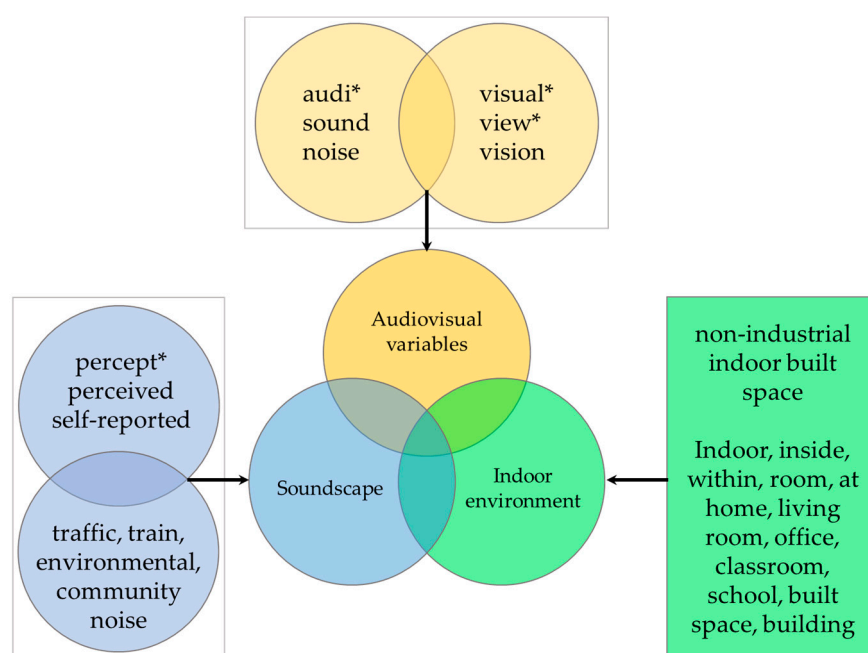 audi*
sound
noise
visual*
view*
vision
Audiovisual
variables
percept*
perceived
self-reported
traffic, train,
environmental,
community
noise
Soundscape
Indoor
environment
non-industrial
indoor built
space
Indoor, inside,
within, room, at
home, living
room, office,
classroom,
school, built
space, building